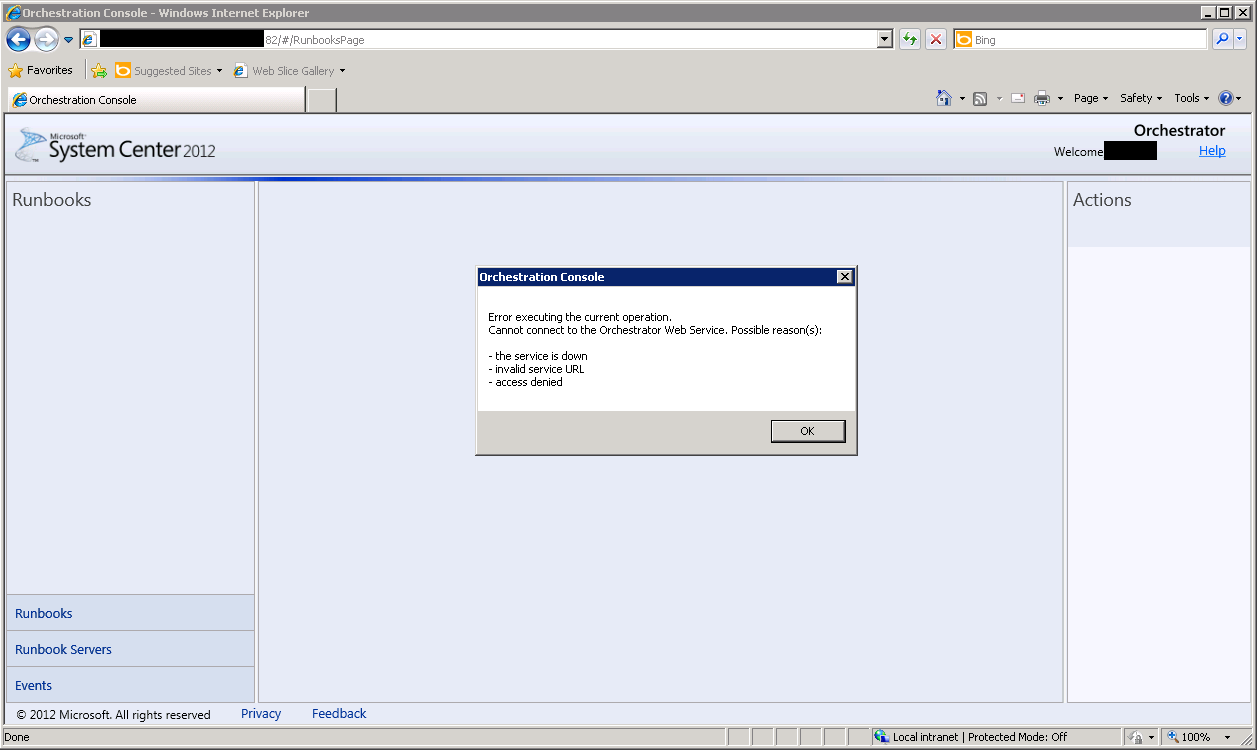 Orchestration Console - Windows Internet Explorer
82/#/RunbooksPage
Bing
Favorites
Suggested Sites
Web Slice Gallery
Orchestration Console
Page
Safety
Tools
Microsoft
System Center 2012
Orchestrator
Welcome
Help
Runbooks
Actions
Orchestration Console
Error executing the current operation.
Cannot connect to the Orchestrator Web Service. Possible reason(s):
- the service is down
- invalid service URL
- access denied
OK
Runbooks
Runbook Servers
Events
© 2012 Microsoft. All rights reserved
Privacy
Feedback
Done
Local intranet | Protected Mode: Off
100%